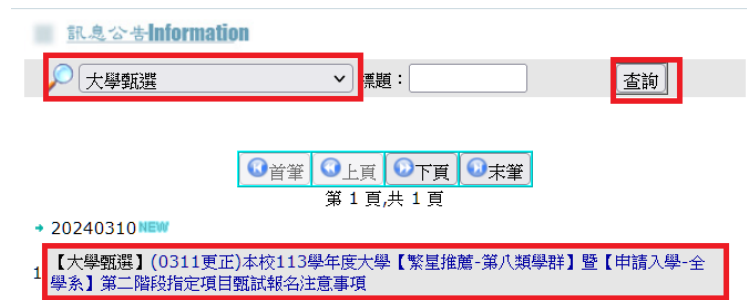 訊息公告Information
大學甄選 標題： 查詢
首筆 上頁 下頁 末筆
第 1 頁,共 1 頁
20240310 NEW
1 【大學甄選】(0311更正)本校113學年度大學【繁星推薦-第八類學群】暨【申請入學-全
學系】第二階段指定項目甄試報名注意事項